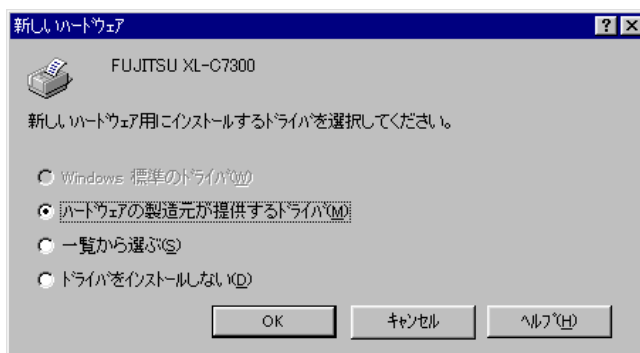 新しいﾊｰﾄﾞｳｪｱ
FUJITSU XL-C7300
新しいﾊｰﾄﾞｳｪｱ用にｲﾝｽﾄｰﾙするﾄﾞﾗｲﾊﾞを選択してください。
Windows 標準のﾄﾞﾗｲﾊﾞ(W)
ﾊｰﾄﾞｳｪｱの製造元が提供するﾄﾞﾗｲﾊﾞ(M)
一覧から選ぶ(S)
ﾄﾞﾗｲﾊﾞをｲﾝｽﾄｰﾙしない(D)
OK ｷｬﾝｾﾙ ﾍﾙﾌﾟ(H)